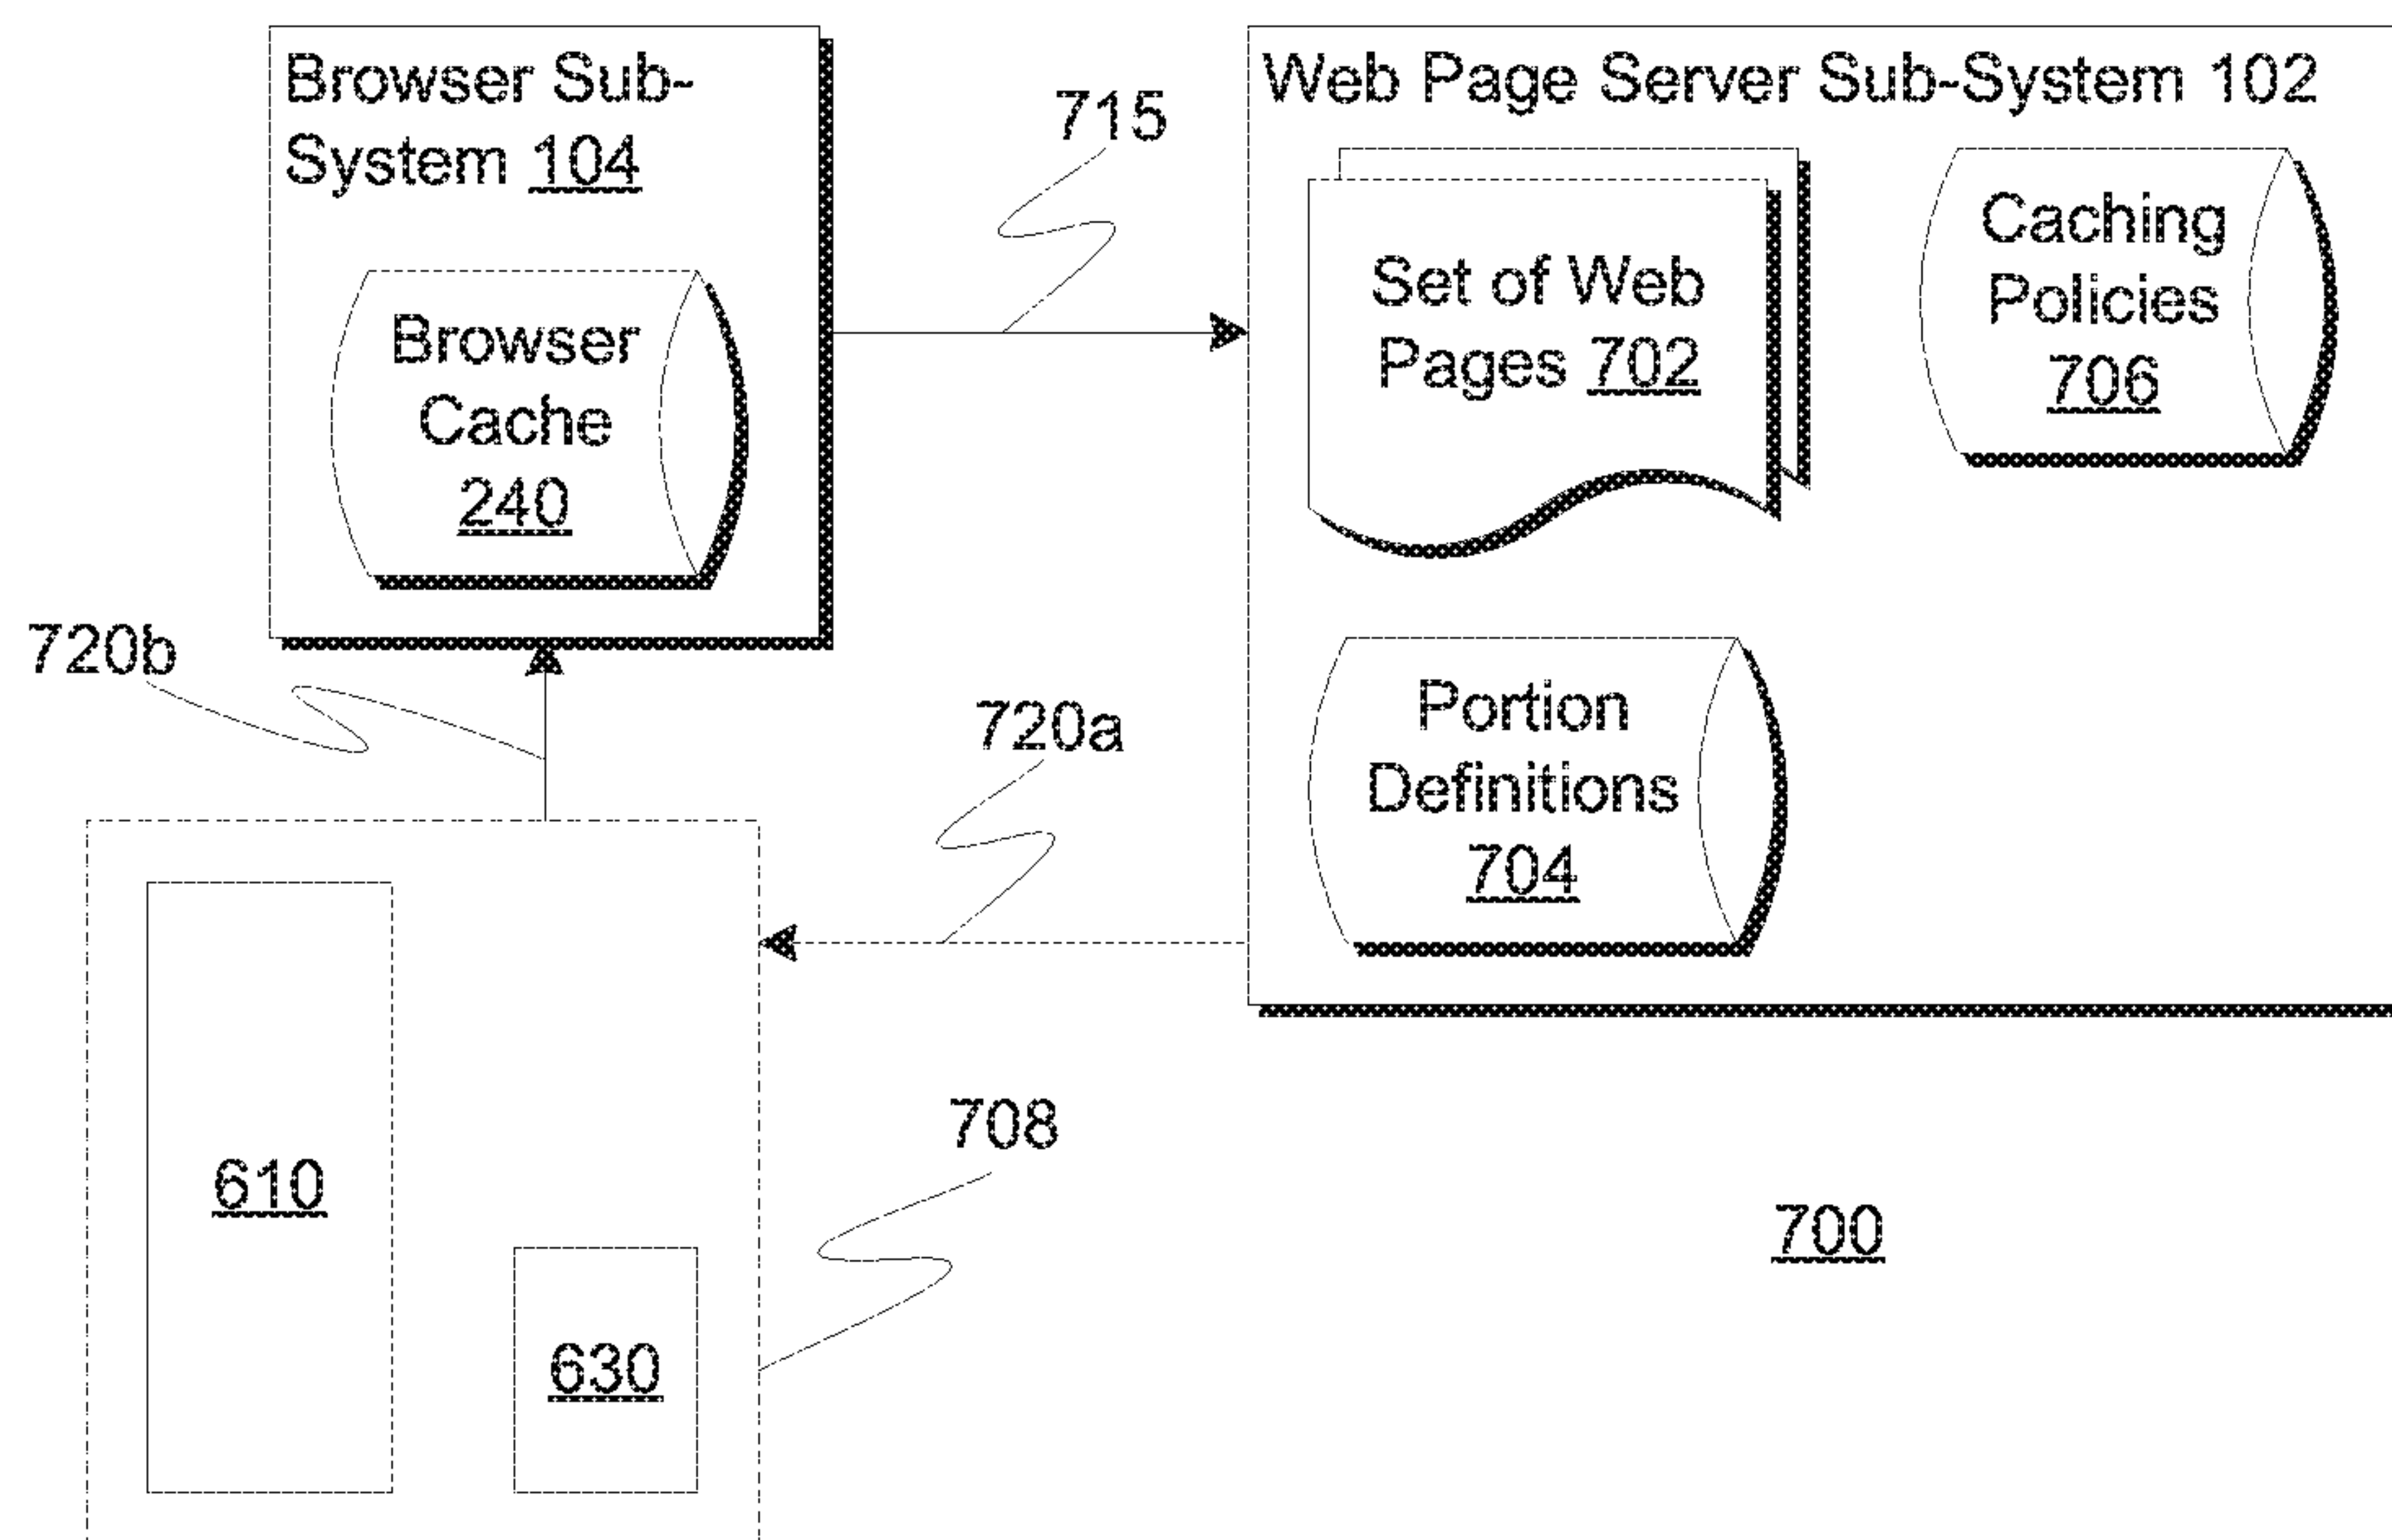 Browser Sub-
System 104
Browser
Cache
240
715
Web Page Server Sub-System 102
Set of Web
Pages 702
Caching
Policies
706
Portion
Definitions
704
720b
720a
610
630
708
700